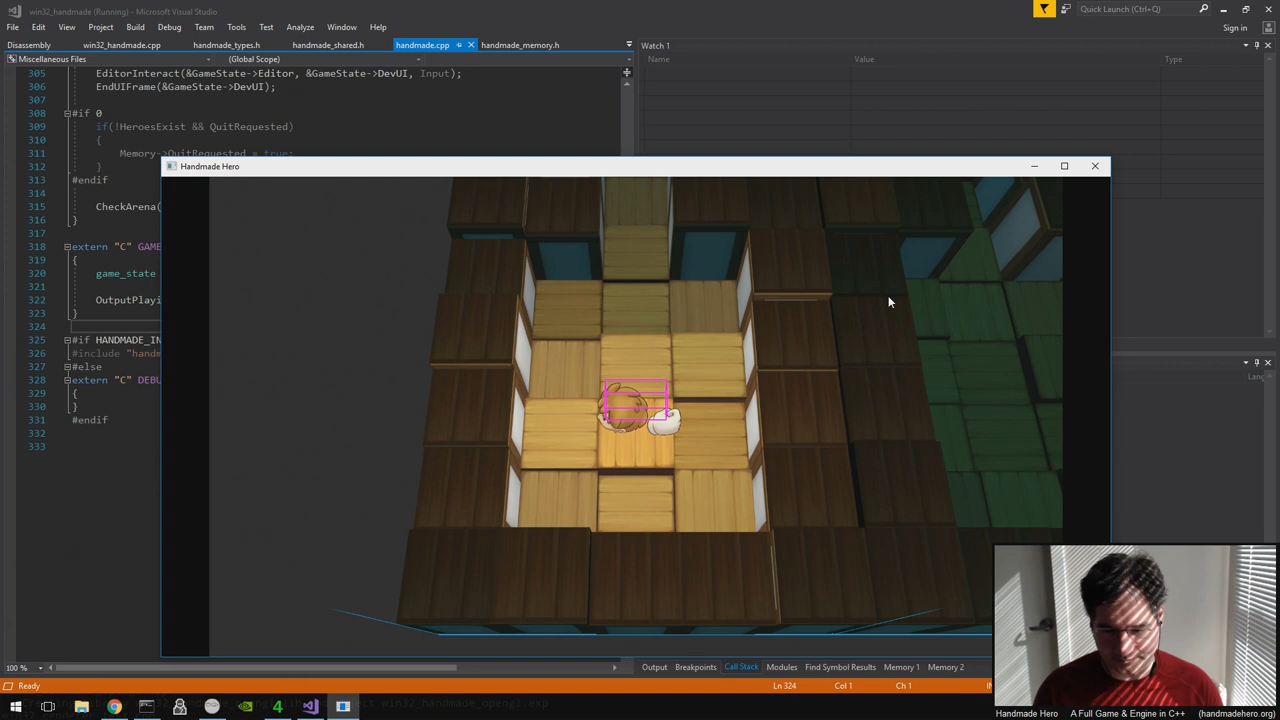 win32_handmade (Running) - Microsoft Visual Studio
Quick Launch (Ctrl+Q)
File Edit View Project Build Debug Team Tools Test Analyze Window Help
Sign in
Disassembly win32_handmade.cpp handmade_types.h handmade_shared.h handmade.cpp handmade_memory.h
Watch 1
Miscellaneous Files (Global Scope)
Name Value Type
305 EditorInteract(&GameState->Editor, &GameState->DevUI, Input);
306 EndUIFrame(&GameState->DevUI);
307
308 #if 0
309 if(!HeroesExist && QuitRequested)
310 {
311 Memory->QuitRequested = true;
312 }
313 #endif
314
315 CheckArena(
316 }
317
318 extern "C" GAM
319 {
320 game_state
321
322 OutputPlayi
323 }
324
325 #if HANDMADE_IN
326 #include "handm
327 #else
328 extern "C" DEB
329 {
330 }
331 #endif
332
333
Handmade Hero
Lang
100 %
Output Breakpoints Call Stack Modules Find Symbol Results Memory 1 Memory 2
Ready Ln 324 Col 1 Ch 1 IN
Handmade Hero A Full Game & Engine in C++ (handmadehero.org)